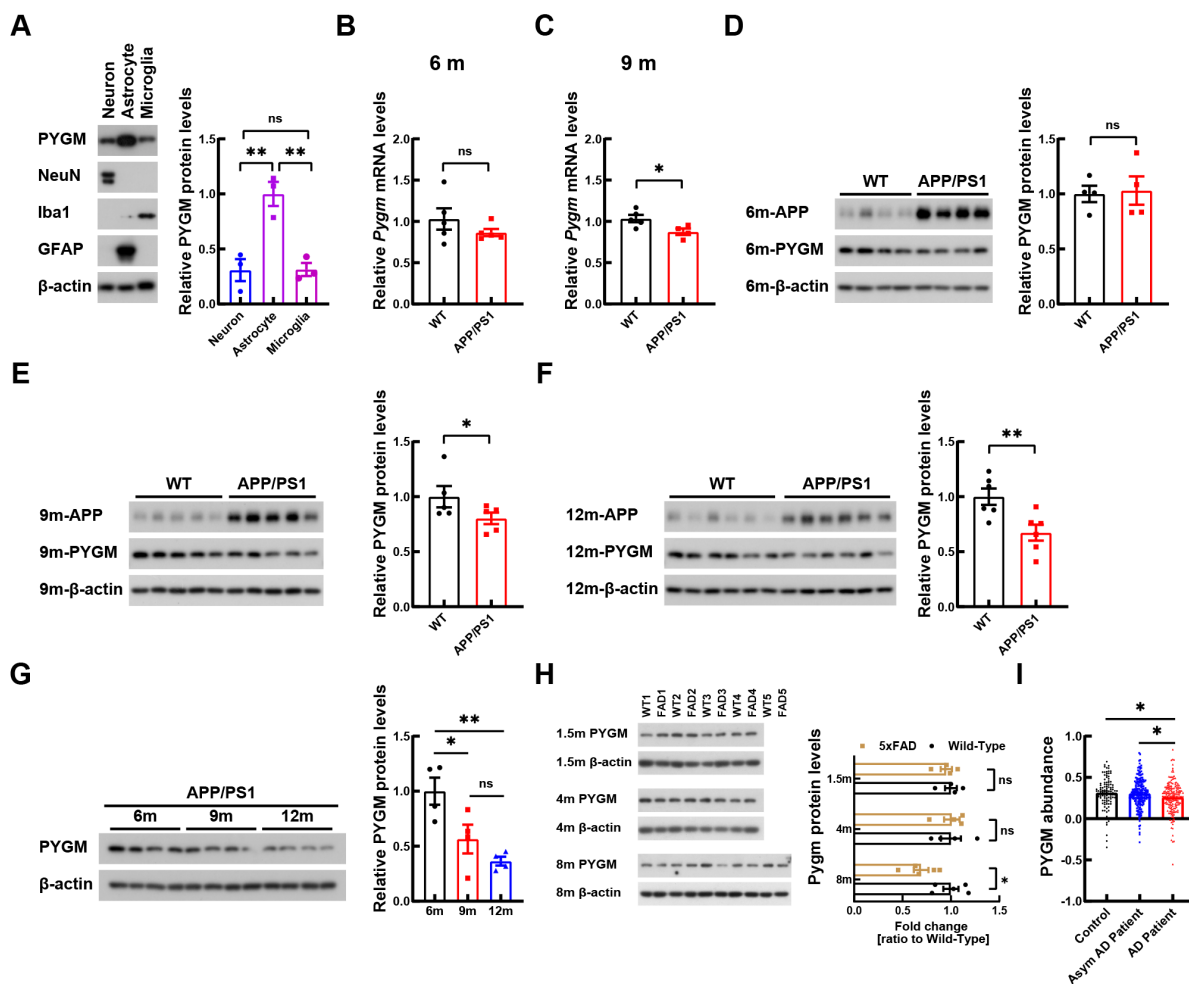 A
Neuron
Astrocyte
Microglia
PYGM
NeuN
Iba1
GFAP
β-actin
Relative PYGM protein levels
1.5
1.0
0.5
0.0
ns
** **
Neuron
Astrocyte
Microglia
B
6 m
Relative Pygm mRNA levels
2.0
1.5
1.0
0.5
0.0
ns
WT
APP/PS1
C
9 m
Relative Pygm mRNA levels
2.0
1.5
1.0
0.5
0.0
*
WT
APP/PS1
D
WT APP/PS1
6m-APP
6m-PYGM
6m-β-actin
Relative PYGM protein levels
1.5
1.0
0.5
0.0
ns
WT
APP/PS1
E
WT APP/PS1
9m-APP
9m-PYGM
9m-β-actin
Relative PYGM protein levels
1.5
1.0
0.5
0.0
*
WT
APP/PS1
F
WT APP/PS1
12m-APP
12m-PYGM
12m-β-actin
Relative PYGM protein levels
1.5
1.0
0.5
0.0
**
WT
APP/PS1
G
APP/PS1
6m 9m 12m
PYGM
β-actin
Relative PYGM protein levels
1.5
1.0
0.5
0.0
**
*
ns
6m 9m 12m
H
WT1
FAD1
WT2
FAD2
WT3
FAD3
WT4
FAD4
WT5
FAD5
1.5m PYGM
1.5m β-actin
4m PYGM
4m β-actin
8m PYGM
8m β-actin
Pygm protein levels
5xFAD Wild-Type
1.5m
ns
4m
ns
8m
*
0.0 0.5 1.0 1.5
Fold change
[ratio to Wild-Type]
I
PYGM abundance
1.0
0.5
0.0
-0.5
-1.0
*
*
Control
Asym AD Patient
AD Patient